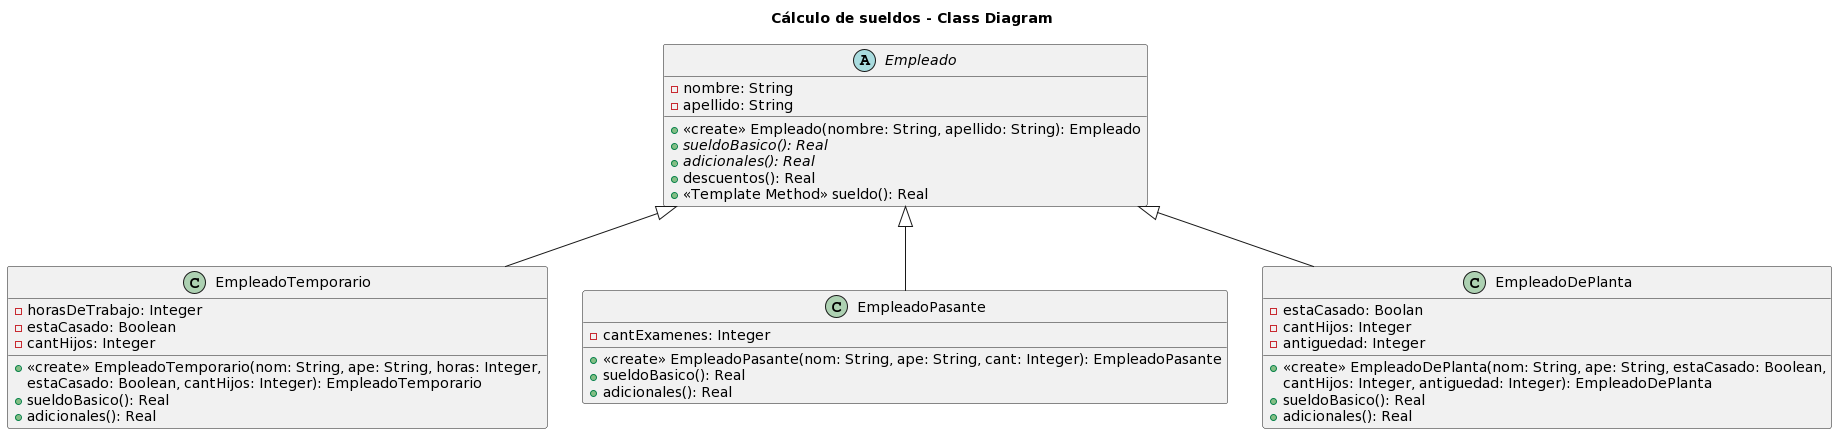 Cálculo de sueldos - Class Diagram
A Empleado
nombre: String
apellido: String
«create» Empleado(nombre: String, apellido: String): Empleado
sueldoBasico(): Real
adicionales(): Real
descuentos(): Real
«Template Method» sueldo(): Real
C EmpleadoTemporario
horasDeTrabajo: Integer
estaCasado: Boolean
cantHijos: Integer
«create» EmpleadoTemporario(nom: String, ape: String, horas: Integer,
estaCasado: Boolean, cantHijos: Integer): EmpleadoTemporario
sueldoBasico(): Real
adicionales(): Real
C EmpleadoPasante
cantExamenes: Integer
«create» EmpleadoPasante(nom: String, ape: String, cant: Integer): EmpleadoPasante
sueldoBasico(): Real
adicionales(): Real
C EmpleadoDePlanta
estaCasado: Boolan
cantHijos: Integer
antiguedad: Integer
«create» EmpleadoDePlanta(nom: String, ape: String, estaCasado: Boolean,
cantHijos: Integer, antiguedad: Integer): EmpleadoDePlanta
sueldoBasico(): Real
adicionales(): Real